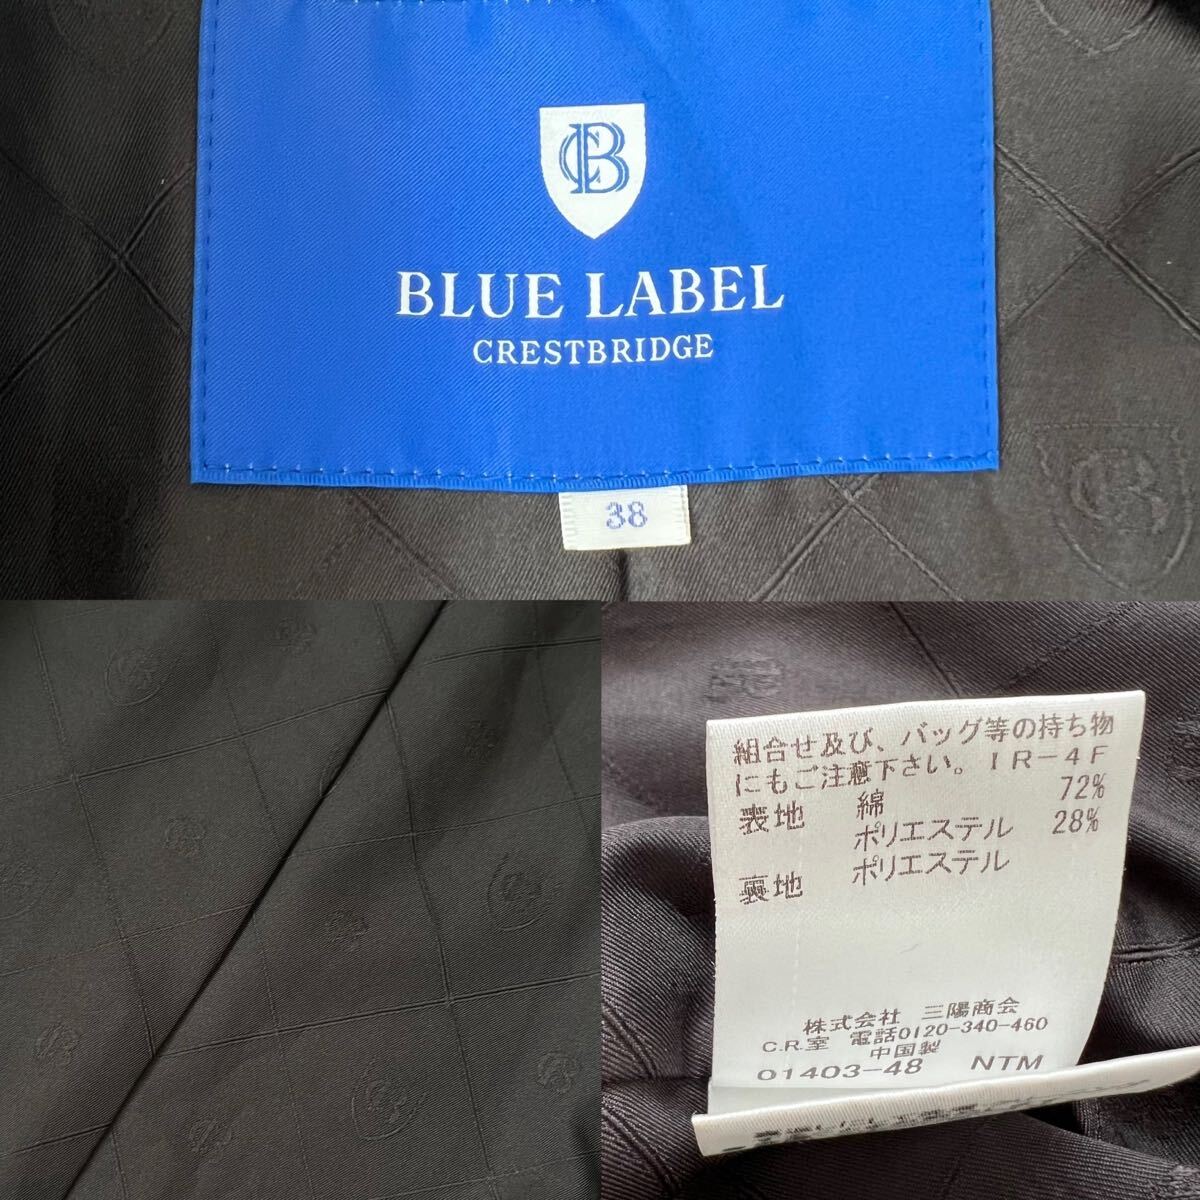 CB
BLUE LABEL
CRESTBRIDGE
38
組合せ及び、バッグ等の持ち物
にもご注意下さい。IR-4F
表地 綿 72%
ポリエステル 28%
裏地 ポリエステル
株式会社 三陽商会
C.R.室 電話0120-340-460
中国製
01403-48 NTM